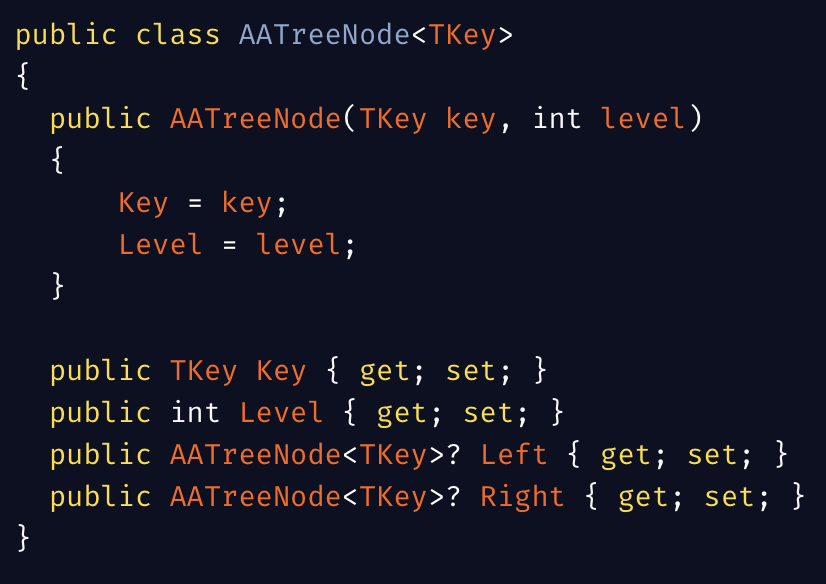 public class AATreeNode<TKey>
{
  public AATreeNode(TKey key, int level)
  {
      Key = key;
      Level = level;
  }

  public TKey Key { get; set; }
  public int Level { get; set; }
  public AATreeNode<TKey>? Left { get; set; }
  public AATreeNode<TKey>? Right { get; set; }
}